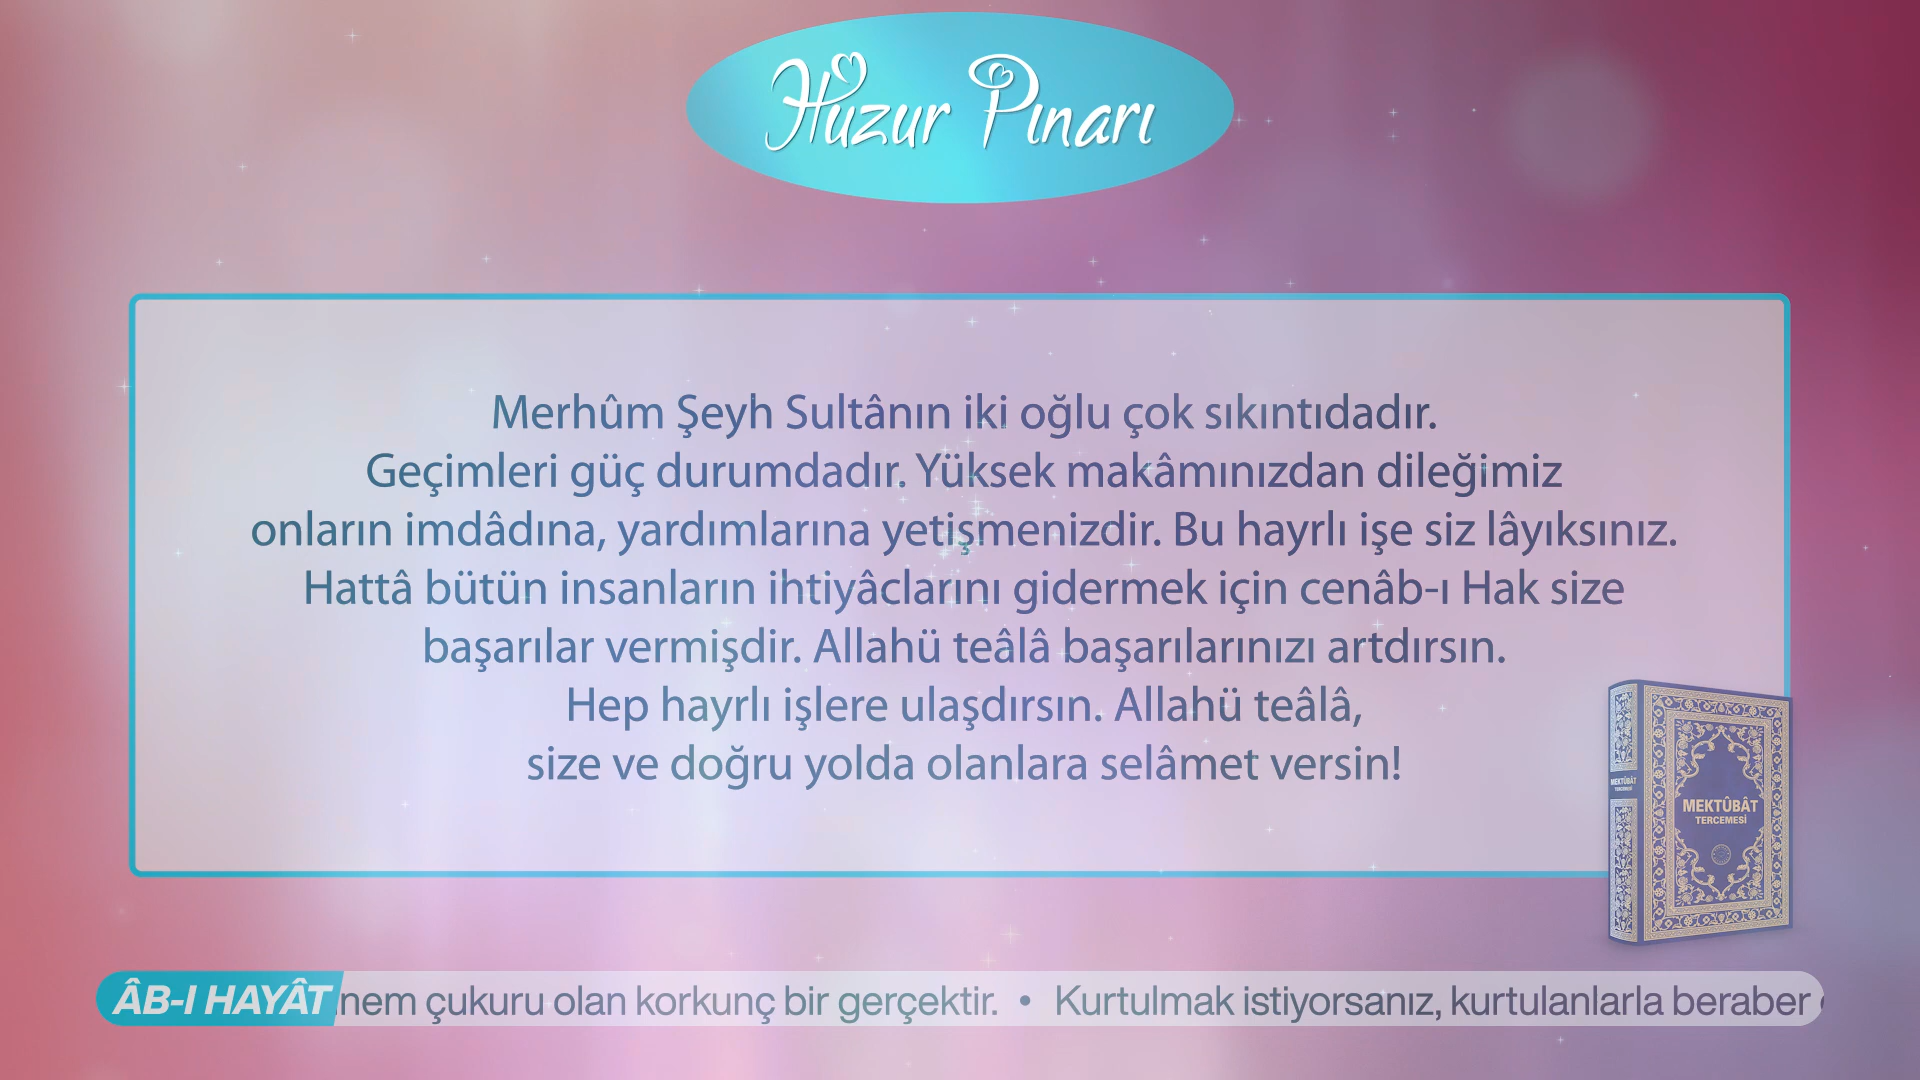 Huzur Pınarı
Merhûm Şeyh Sultânın iki oğlu çok sıkıntıdadır.
Geçimleri güç durumdadır. Yüksek makâmınızdan dileğimiz
onların imdâdına, yardımlarına yetişmenizdir. Bu hayrlı işe siz lâyıksınız.
Hattâ bütün insanların ihtiyâclarını gidermek için cenâb-ı Hak size
başarılar vermişdir. Allahü teâlâ başarılarınızı artdırsın.
Hep hayrlı işlere ulaşdırsın. Allahü teâlâ,
size ve doğru yolda olanlara selâmet versin!
MEKTÛBÂT
TERCEMESİ
MEKTÛBÂT
TERCEMESİ
ÂB-I HAYÂT nem çukuru olan korkunç bir gerçektir. • Kurtulmak istiyorsanız, kurtulanlarla beraber